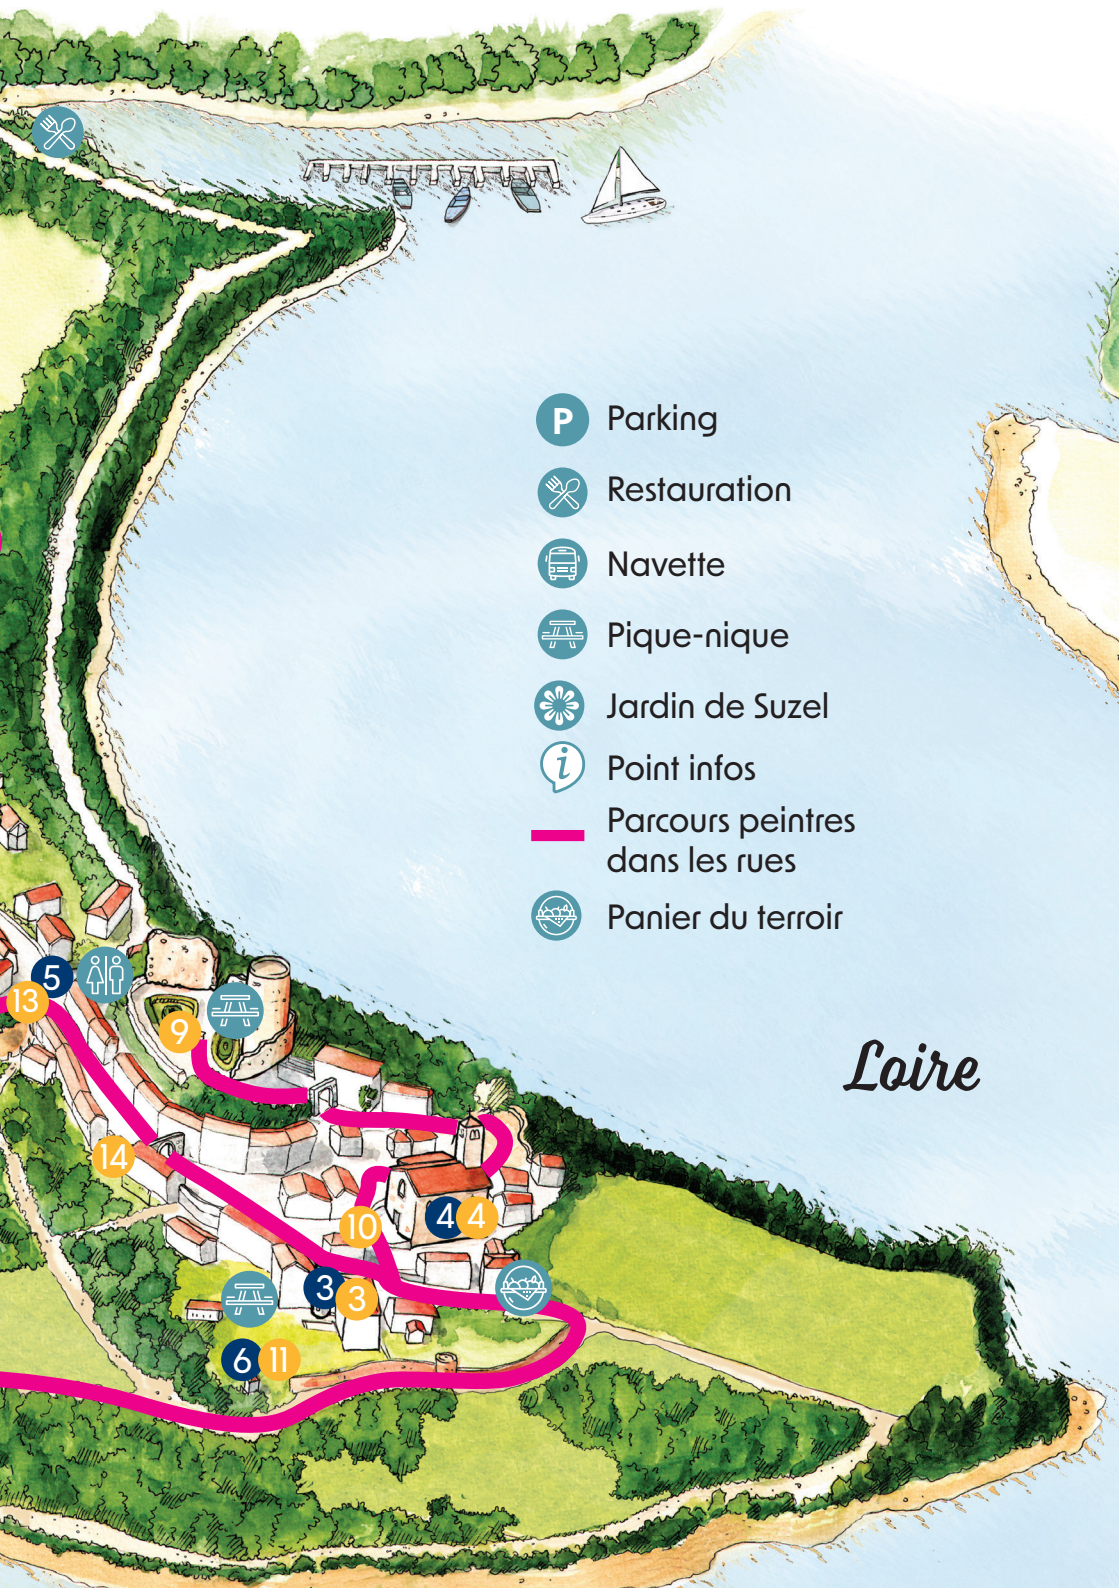 P Parking
Restauration
Navette
Pique-nique
Jardin de Suzel
i Point infos
Parcours peintres
dans les rues
Panier du terroir
5
13
9
Loire
14
4 4
10
3 3
6 11